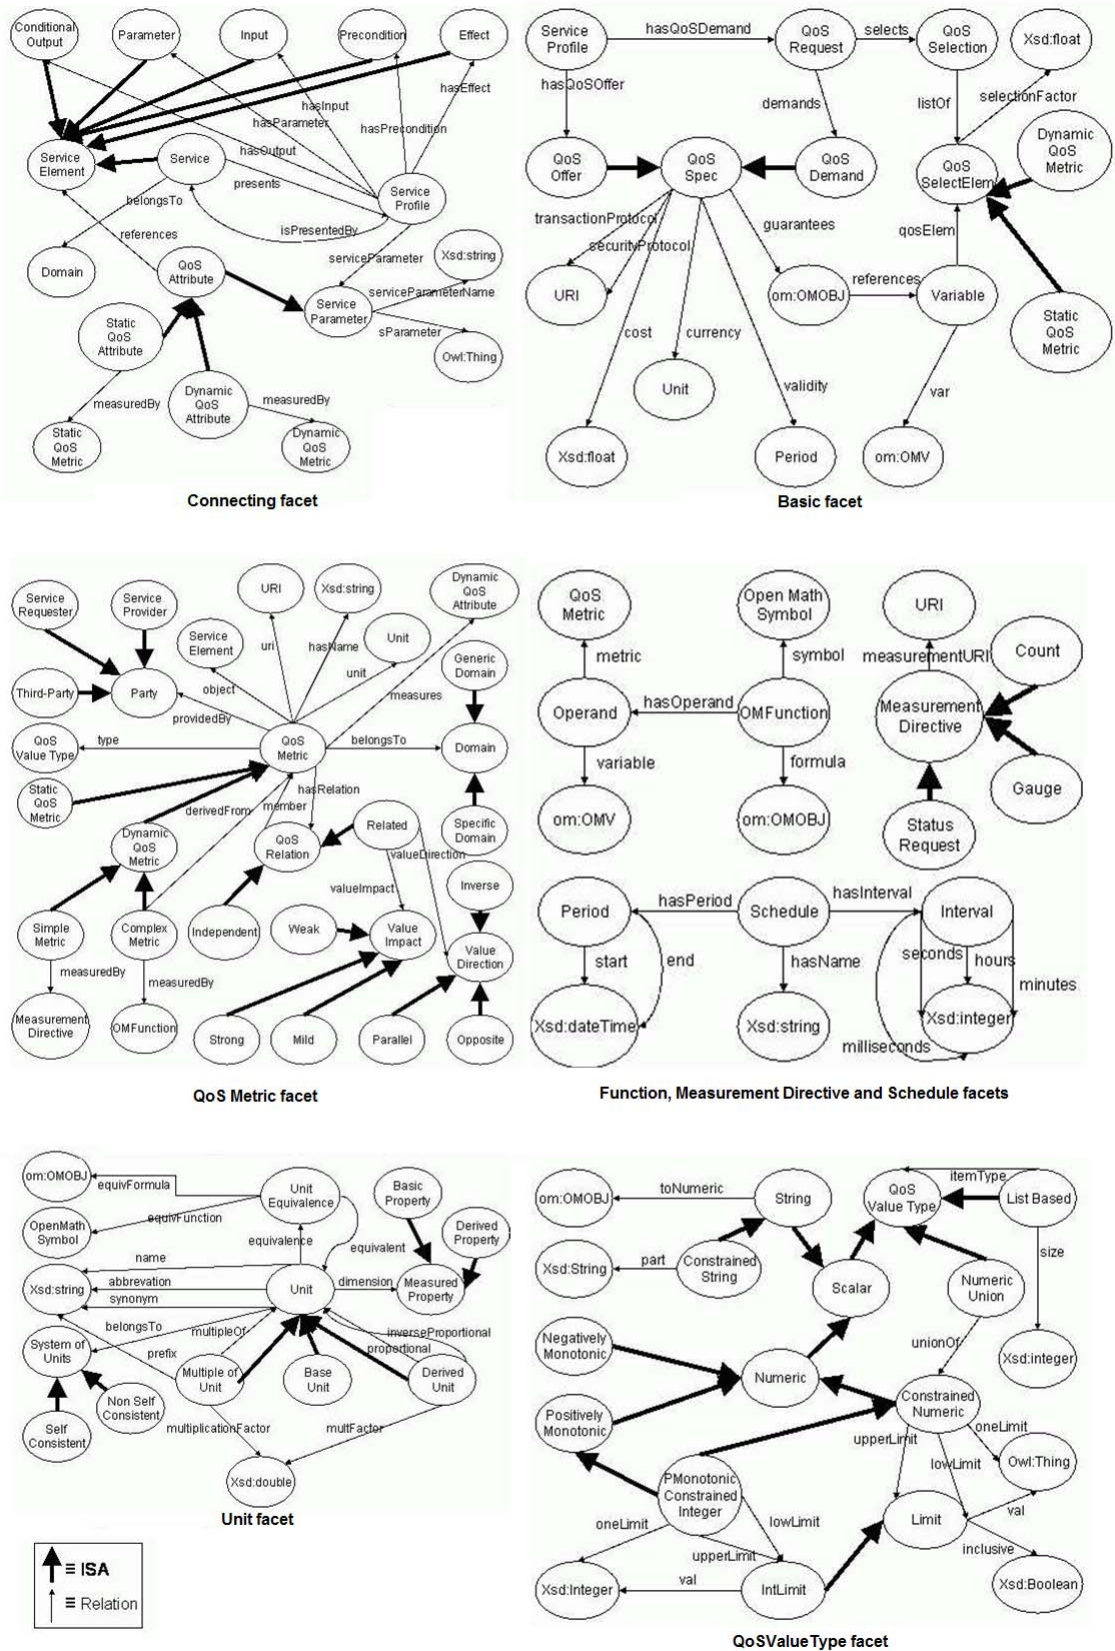 Conditional
Output
Parameter
Input
Precondition
Effect
hasInput
hasEffect
hasParameter
hasPrecondition
hasOutput
Service
Element
Service
presents
Service
Profile
belongsTo
references
isPresentedBy
Domain
QoS
Attribute
serviceParameter
Xsd:string
serviceParameterName
Service
Parameter
sParameter
Owl:Thing
Static
QoS
Attribute
measuredBy
Dynamic
QoS
Attribute
measuredBy
Static
QoS
Metric
Dynamic
QoS
Metric
Connecting facet
Service
Profile
hasQoSDemand
QoS
Request
selects
QoS
Selection
Xsd:float
hasQoSOffer
demands
listOf
selectionFactor
Dynamic
QoS
Metric
QoS
Offer
QoS
Spec
QoS
Demand
QoS
SelectElem
transactionProtocol
securityProtocol
guarantees
qosElem
URI
om:OMOBJ
references
Variable
Static
QoS
Metric
cost
currency
Unit
validity
var
Xsd:float
Period
om:OMV
Basic facet
Service
Requester
Service
Provider
URI
Xsd:string
Dynamic
QoS
Attribute
Service
Element
uri
hasName
Unit
Generic
Domain
Third-Party
Party
object
unit
measures
providedBy
QoS
Value Type
type
QoS
Metric
belongsTo
Domain
Static
QoS
Metric
derivedFrom
member
hasRelation
Dynamic
QoS
Metric
QoS
Relation
Related
Specific
Domain
valueDirection
valueImpact
Inverse
Simple
Metric
Complex
Metric
Independent
Weak
Value
Impact
Value
Direction
measuredBy
measuredBy
Measurement
Directive
OMFunction
Strong
Mild
Parallel
Opposite
QoS Metric facet
QoS
Metric
Open Math
Symbol
URI
metric
symbol
measurementURI
Count
Operand
hasOperand
OMFunction
Measurement
Directive
variable
formula
Gauge
om:OMV
om:OMOBJ
Status
Request
Period
hasPeriod
Schedule
hasInterval
Interval
start
end
hasName
seconds
hours
minutes
Xsd:dateTime
Xsd:string
Xsd:integer
milliseconds
Function, Measurement Directive and Schedule facets
om:OMOBJ
equivFormula
Unit
Equivalence
Basic
Property
OpenMath
Symbol
equivFunction
Derived
Property
equivalence
equivalent
name
Xsd:string
abbrevation
Unit
dimension
Measured
Property
synonym
belongsTo
multipleOf
inverseProportional
proportional
System of
Units
prefix
Multiple of
Unit
Base
Unit
Derived
Unit
Non Self
Consistent
Self
Consistent
multiplicationFactor
multFactor
Xsd:double
Unit facet
≡ ISA
≡ Relation
om:OMOBJ
toNumeric
String
QoS
Value Type
itemType
List Based
Xsd:String
part
Constrained
String
Scalar
Numeric
Union
size
Negatively
Monotonic
unionOf
Xsd:integer
Numeric
Constrained
Numeric
Positively
Monotonic
oneLimit
upperLimit
lowLimit
Owl:Thing
PMonotonic
Constrained
Integer
val
oneLimit
lowLimit
Limit
upperLimit
inclusive
Xsd:Integer
val
IntLimit
Xsd:Boolean
QoSValueType facet